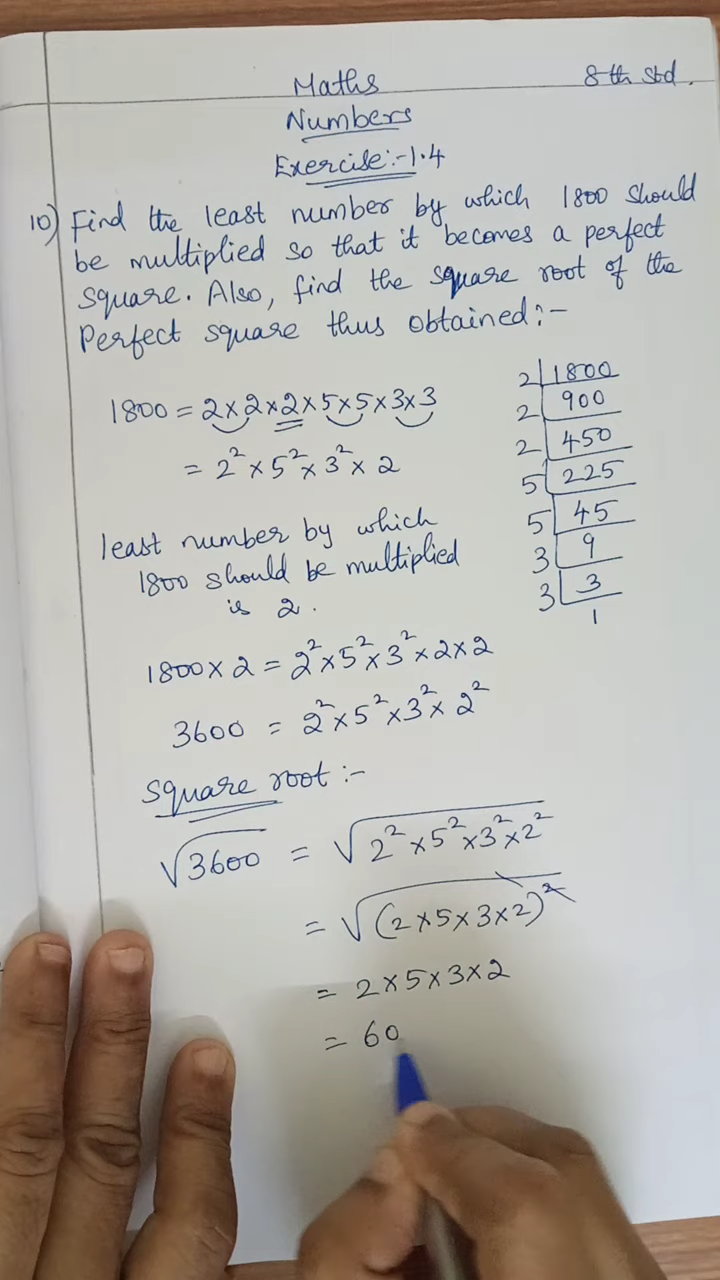 Maths 8th Std.
Numbers
Exercise:-1.4
10) Find the least number by which 1800 should
be multiplied so that it becomes a perfect
square. Also, find the square root of the
Perfect square thus obtained:-
1800 = 2×2×2×5×5×3×3
= 2²×5²×3²×2
least number by which
1800 should be multiplied
is 2.
1800×2 = 2²×5²×3²×2×2
3600 = 2²×5²×3²×2²
Square root:-
√3600 = √2²×5²×3²×2²
= √(2×5×3×2)²
= 2×5×3×2
= 60
2 | 1800
2 | 900
2 | 450
5 | 225
5 | 45
3 | 9
3 | 3
1